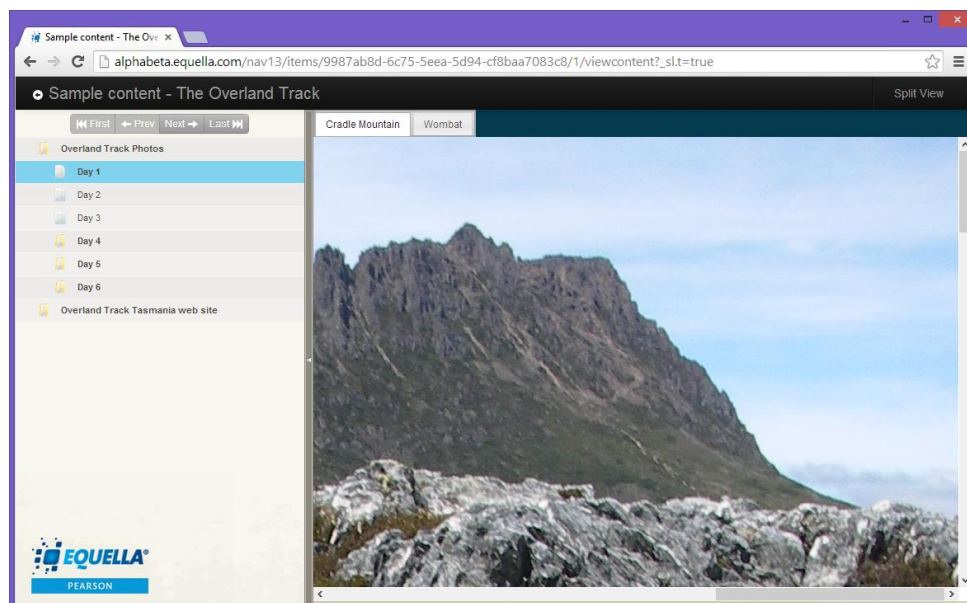 Sample content - The Ove
alphabeta.equella.com/nav13/items/9987ab8d-6c75-5eea-5d94-cf8baa7083c8/1/viewcontent?_sl.t=true
Sample content - The Overland Track
Split View
First Prev Next Last
Cradle Mountain Wombat
Overland Track Photos
Day 1
Day 2
Day 3
Day 4
Day 5
Day 6
Overland Track Tasmania web site
EQUELLA®
PEARSON